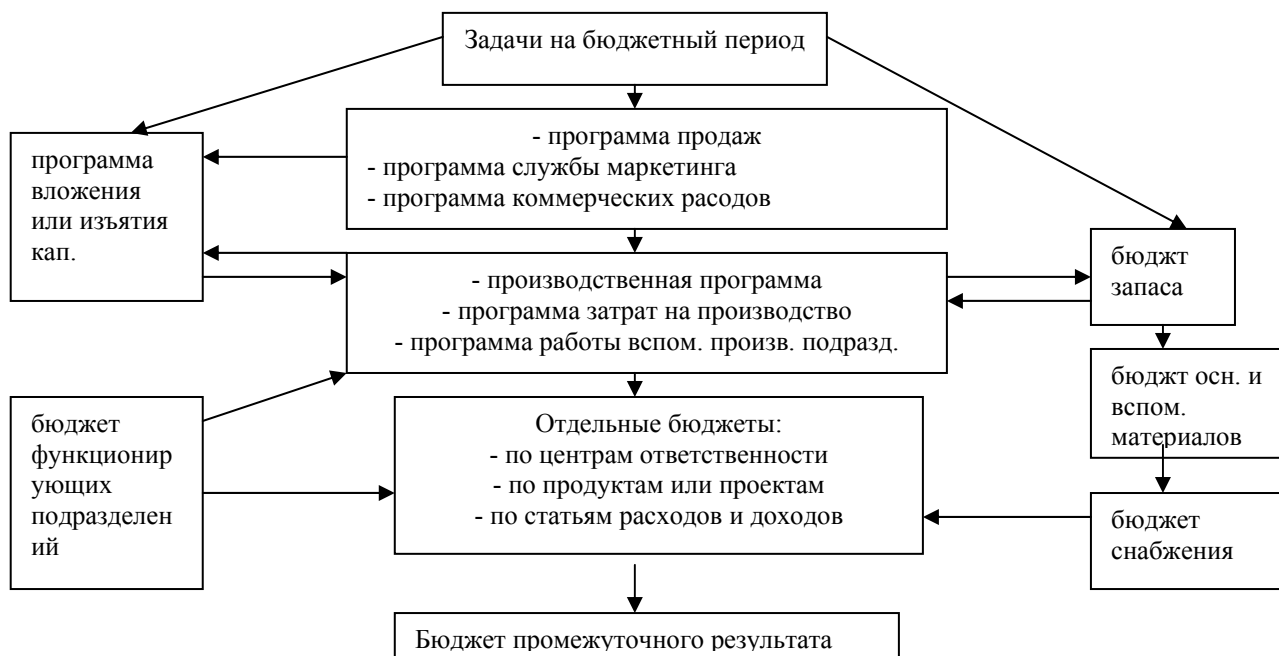 Задачи на бюджетный период
- программа продаж
- программа службы маркетинга
- программа коммерческих расодов
программа
вложения
или изъятия
кап.
- производственная программа
- программа затрат на производство
- программа работы вспом. произв. подразд.
бюджт
запаса
бюджт осн. и
вспом.
материалов
бюджет
функционир
ующих
подразделен
ий
Отдельные бюджеты:
- по центрам ответственности
- по продуктам или проектам
- по статьям расходов и доходов
бюджет
снабжения
Бюджет промежуточного результата